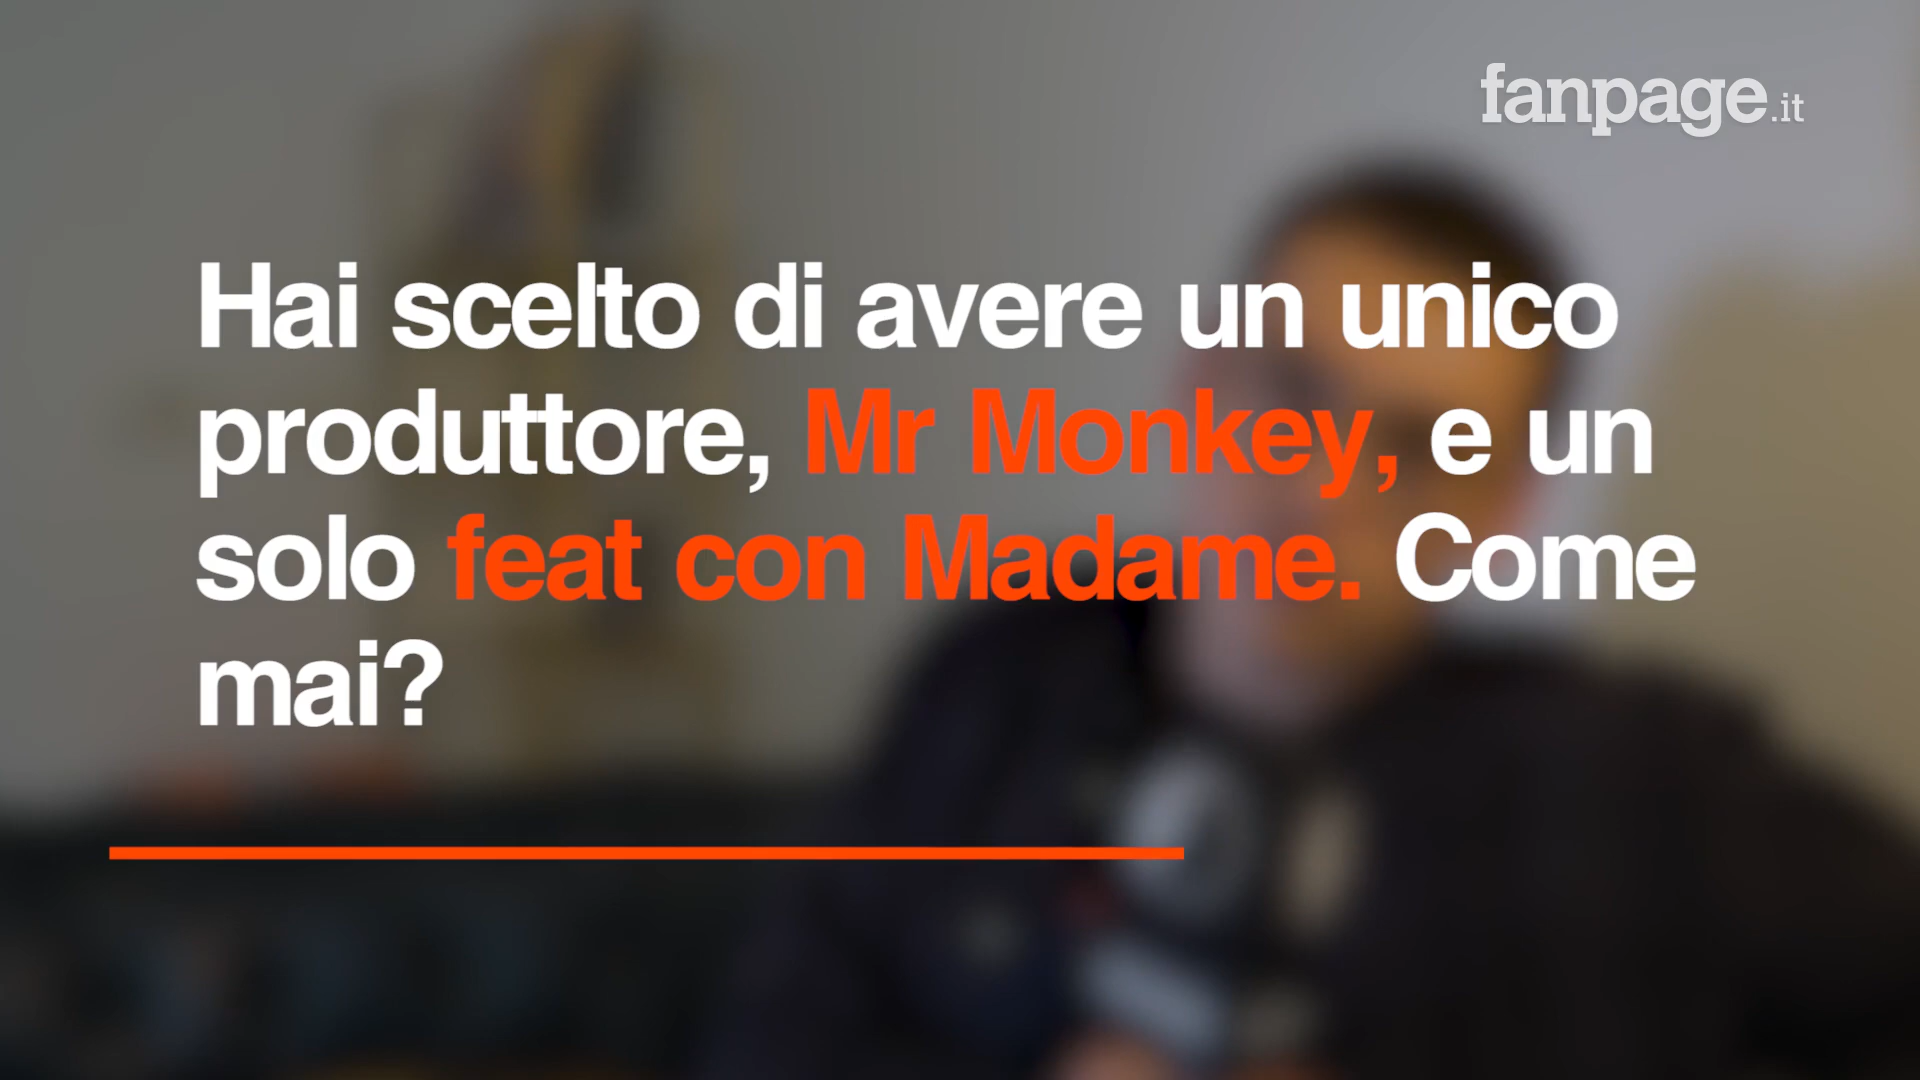 fanpage.it
Hai scelto di avere un unico
produttore, Mr Monkey, e un
solo feat con Madame. Come
mai?